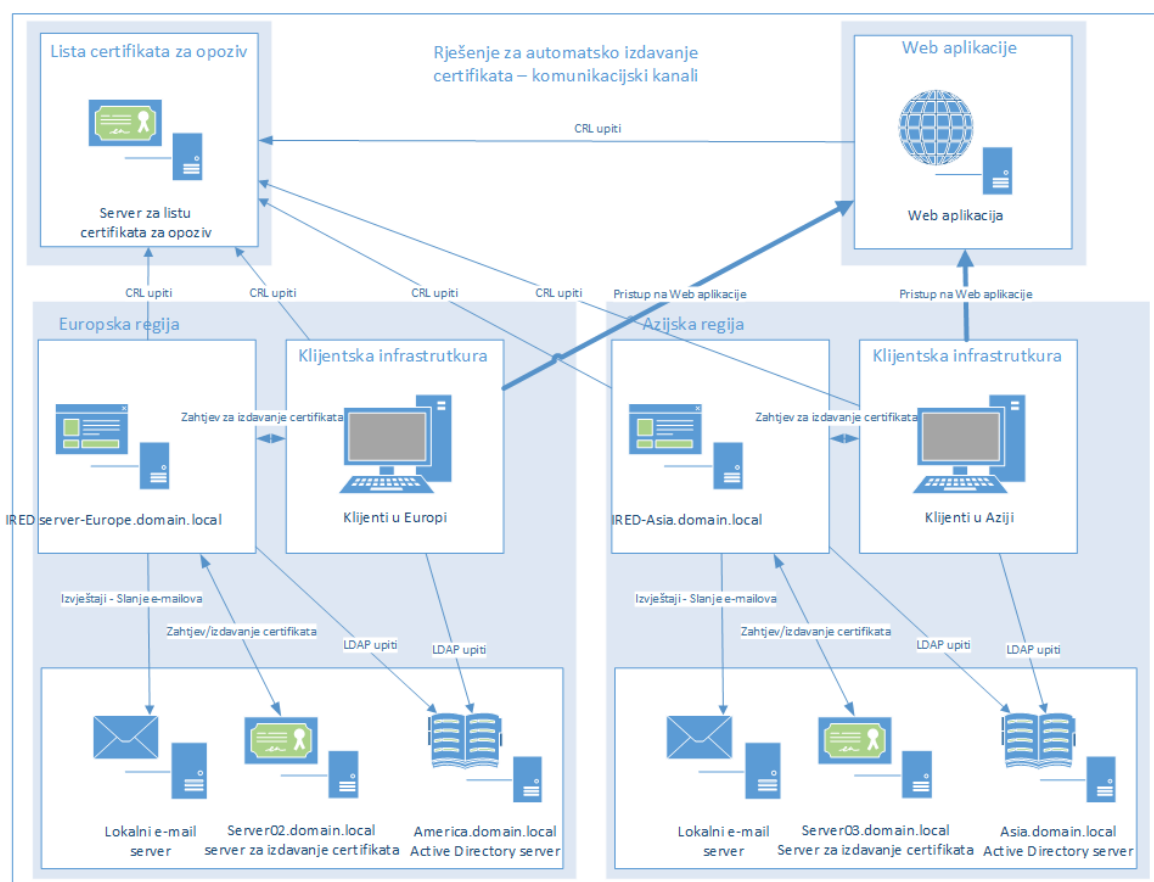 Lista certifikata za opoziv
Rješenje za automatsko izdavanje
certifikata – komunikacijski kanali
Web aplikacije
CRL upiti
Server za listu
certifikata za opoziv
Web aplikacija
CRL upiti
CRL upiti
CRL upiti
CRL upiti
Pristup na Web aplikacije
Pristup na Web aplikacije
Europska regija
Azijska regija
Klijentska infrastrutkura
Klijentska infrastrutkura
Zahtjev za izdavanje certifikata
Zahtjev za izdavanje certifikata
IRED server-Europe.domain.local
Klijenti u Europi
IRED-Asia.domain.local
Klijenti u Aziji
Izvještaji - Slanje e-mailova
Zahtjev/izdavanje certifikata
LDAP upiti
LDAP upiti
Izvještaji - Slanje e-mailova
Zahtjev/izdavanje certifikata
LDAP upiti
LDAP upiti
Lokalni e-mail
server
Server02.domain.local
server za izdavanje certifikata
America.domain.local
Active Directory server
Lokalni e-mail
server
Server03.domain.local
Server za izdavanje certifikata
Asia.domain.local
Active Directory server